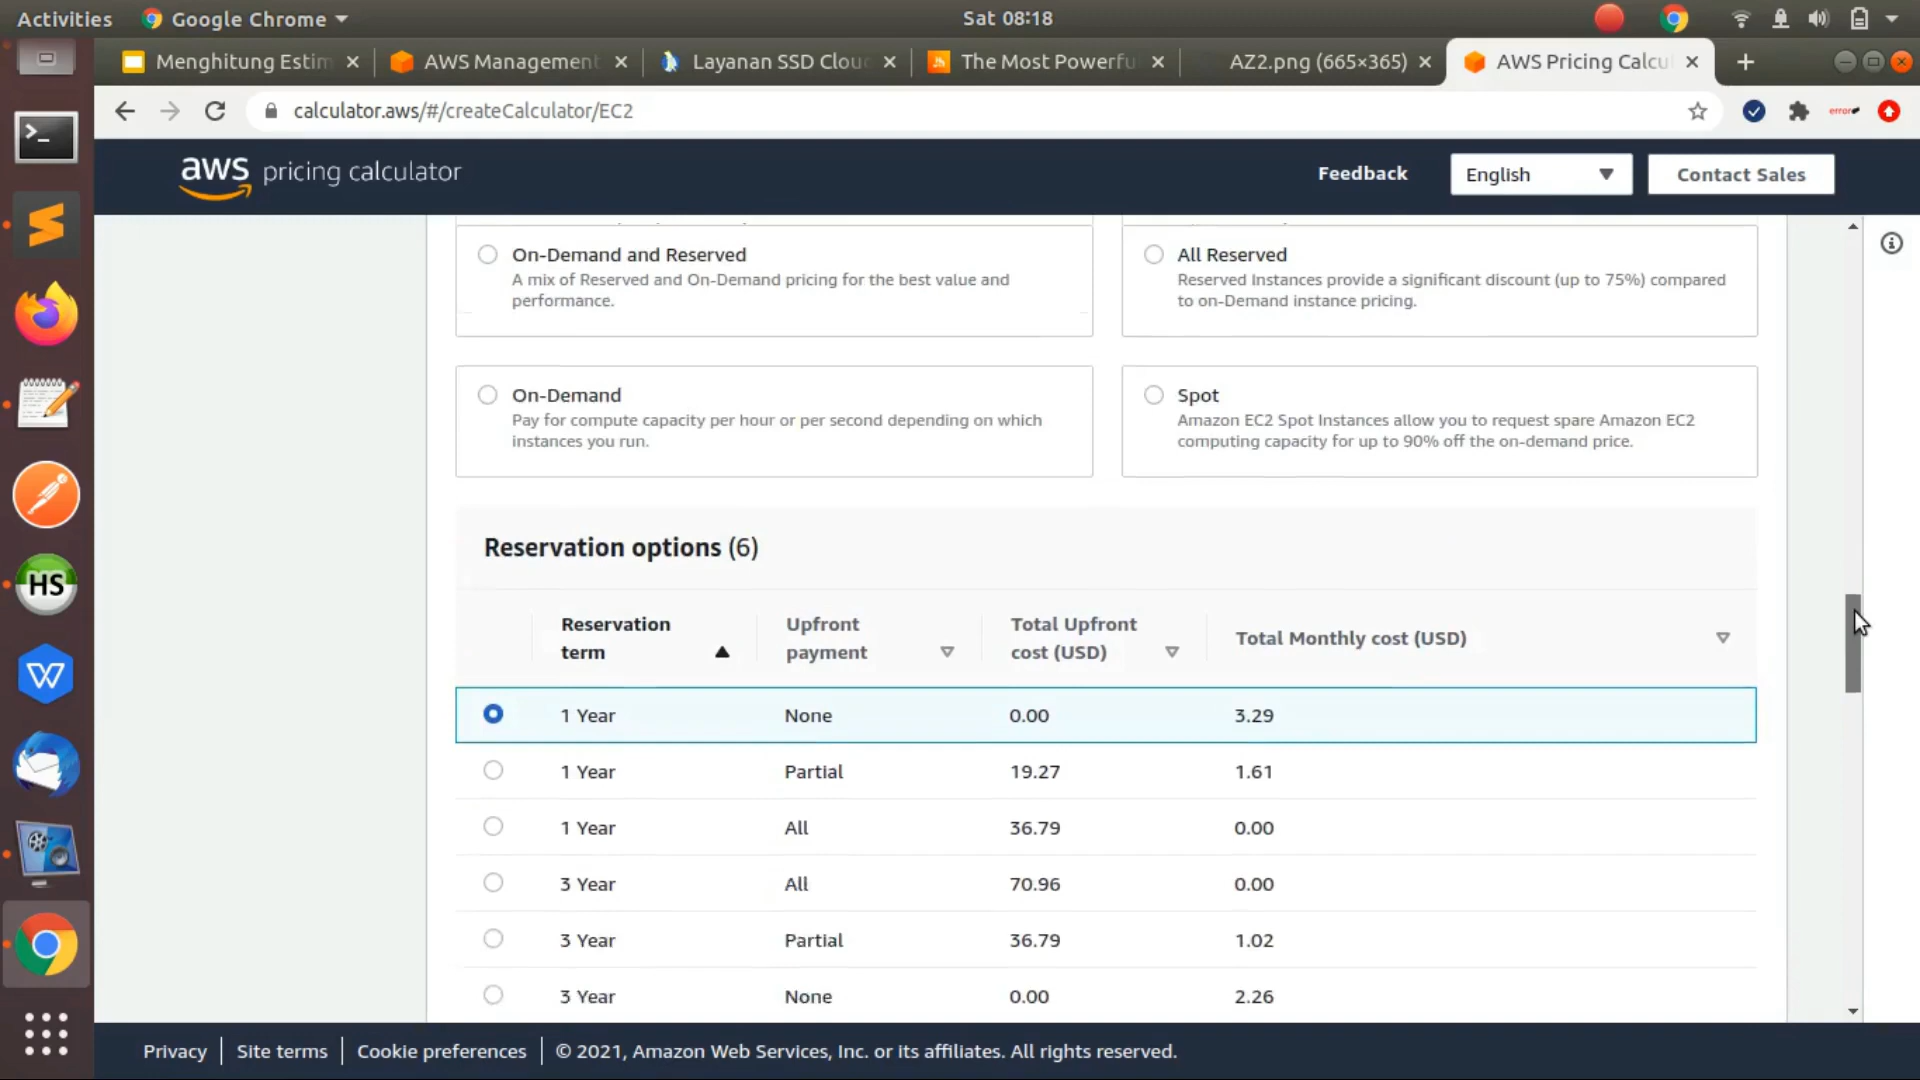 Activities
Google Chrome
Sat 08:18
Menghitung Estim
AWS Management
Layanan SSD Clou
The Most Powerfu
AZ2.png (665×365)
AWS Pricing Calcu
calculator.aws/#/createCalculator/EC2
error
aws pricing calculator
Feedback
English
Contact Sales
On-Demand and Reserved
A mix of Reserved and On-Demand pricing for the best value and
performance.
All Reserved
Reserved Instances provide a significant discount (up to 75%) compared
to on-Demand instance pricing.
On-Demand
Pay for compute capacity per hour or per second depending on which
instances you run.
Spot
Amazon EC2 Spot Instances allow you to request spare Amazon EC2
computing capacity for up to 90% off the on-demand price.
Reservation options (6)
Reservation
term
Upfront
payment
Total Upfront
cost (USD)
Total Monthly cost (USD)
1 Year None 0.00 3.29
1 Year Partial 19.27 1.61
1 Year All 36.79 0.00
3 Year All 70.96 0.00
3 Year Partial 36.79 1.02
3 Year None 0.00 2.26
HS
W
Privacy | Site terms | Cookie preferences | © 2021, Amazon Web Services, Inc. or its affiliates. All rights reserved.